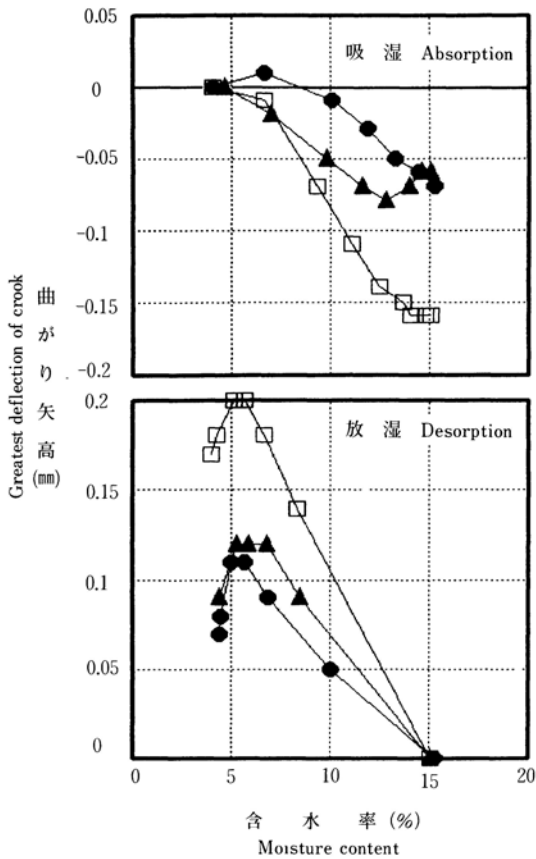 0.05
吸 湿 Absorption
0
-0.05
-0.1
-0.15
-0.2
Greatest deflection of crook
曲がり矢高
(㎜)
0.2
放 湿 Desorption
0.15
0.1
0.05
0
0 5 10 15 20
含 水 率 (%)
Moisture content